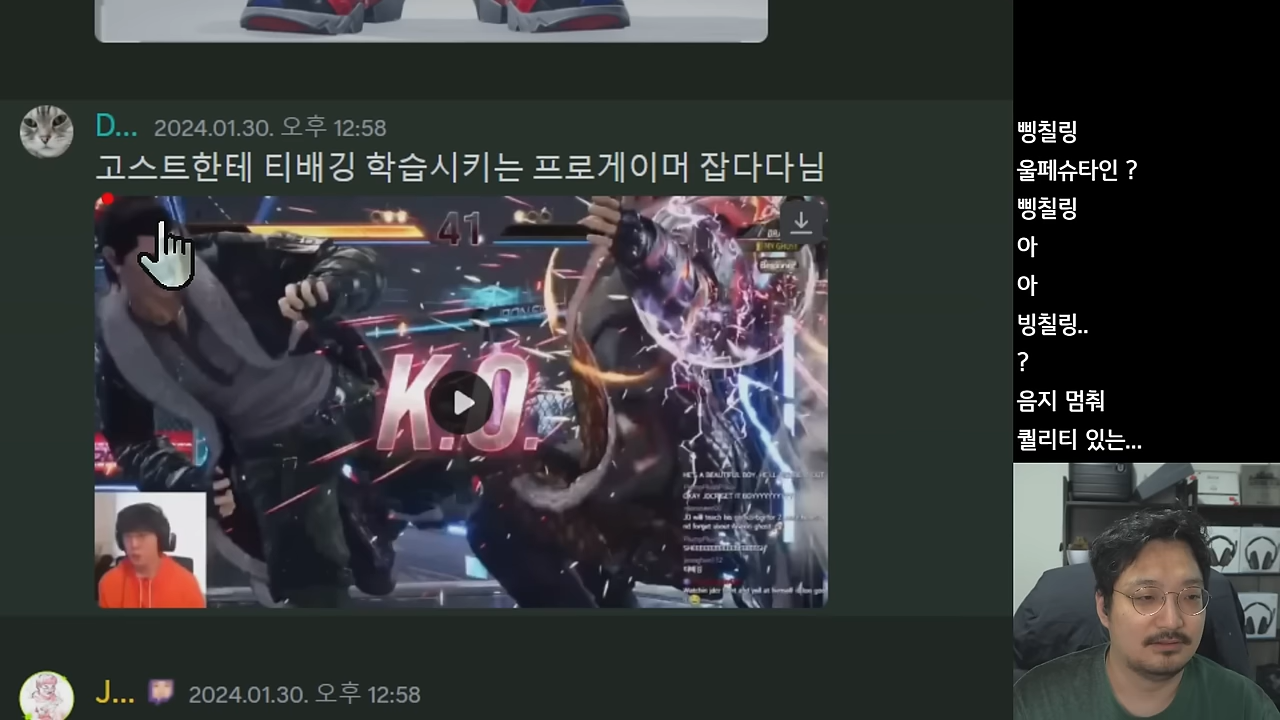 D... 2024.01.30. 오후 12:58
고스트한테 티배깅 학습시키는 프로게이머 잡다다님
41
K.O.
J... 2024.01.30. 오후 12:58
삥칠링
울페슈타인 ?
삥칠링
아
아
빙칠링..
?
음지 멈춰
퀄리티 있는...